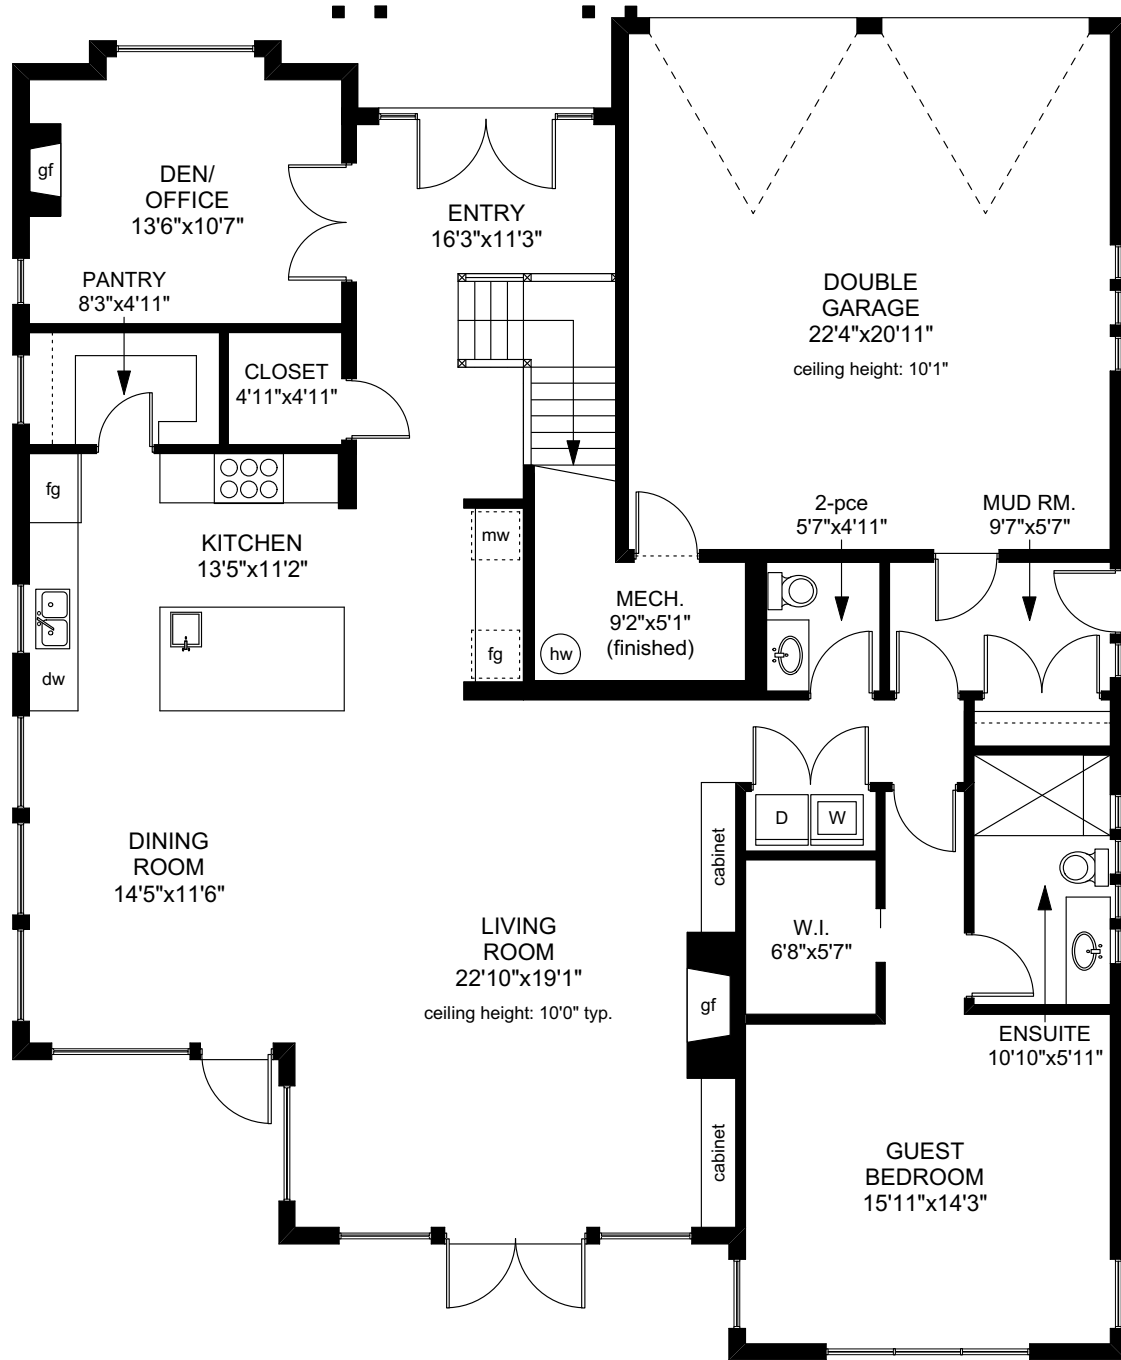 gf
DEN/
OFFICE
13'6"x10'7"
ENTRY
16'3"x11'3"
PANTRY
8'3"x4'11"
CLOSET
4'11"x4'11"
DOUBLE
GARAGE
22'4"x20'11"
ceiling height: 10'1"
fg
KITCHEN
13'5"x11'2"
mw
2-pce
5'7"x4'11"
MUD RM.
9'7"x5'7"
MECH.
9'2"x5'1"
(finished)
hw
fg
dw
D
W
cabinet
DINING
ROOM
14'5"x11'6"
LIVING
ROOM
22'10"x19'1"
ceiling height: 10'0" typ.
W.I.
6'8"x5'7"
gf
ENSUITE
10'10"x5'11"
cabinet
GUEST
BEDROOM
15'11"x14'3"